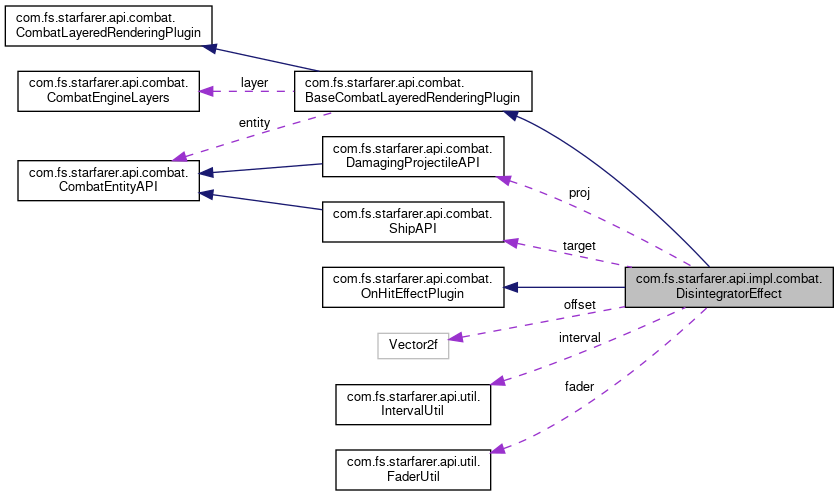 com.fs.starfarer.api.combat.
CombatLayeredRenderingPlugin
com.fs.starfarer.api.combat.
CombatEngineLayers
layer
com.fs.starfarer.api.combat.
BaseCombatLayeredRenderingPlugin
entity
com.fs.starfarer.api.combat.
CombatEntityAPI
com.fs.starfarer.api.combat.
DamagingProjectileAPI
proj
com.fs.starfarer.api.combat.
ShipAPI
target
com.fs.starfarer.api.combat.
OnHitEffectPlugin
com.fs.starfarer.api.impl.combat.
DisintegratorEffect
offset
Vector2f
interval
com.fs.starfarer.api.util.
IntervalUtil
fader
com.fs.starfarer.api.util.
FaderUtil